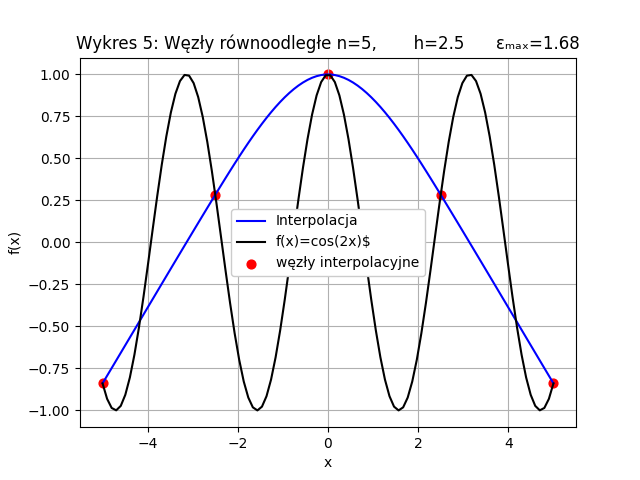 Wykres 5: Węzły równoodległe n=5, h=2.5 εₘₐₓ=1.68
1.00
0.75
0.50
0.25
0.00
−0.25
−0.50
−0.75
−1.00
f(x)
Interpolacja
f(x)=cos(2x)$
węzły interpolacyjne
−4 −2 0 2 4
x